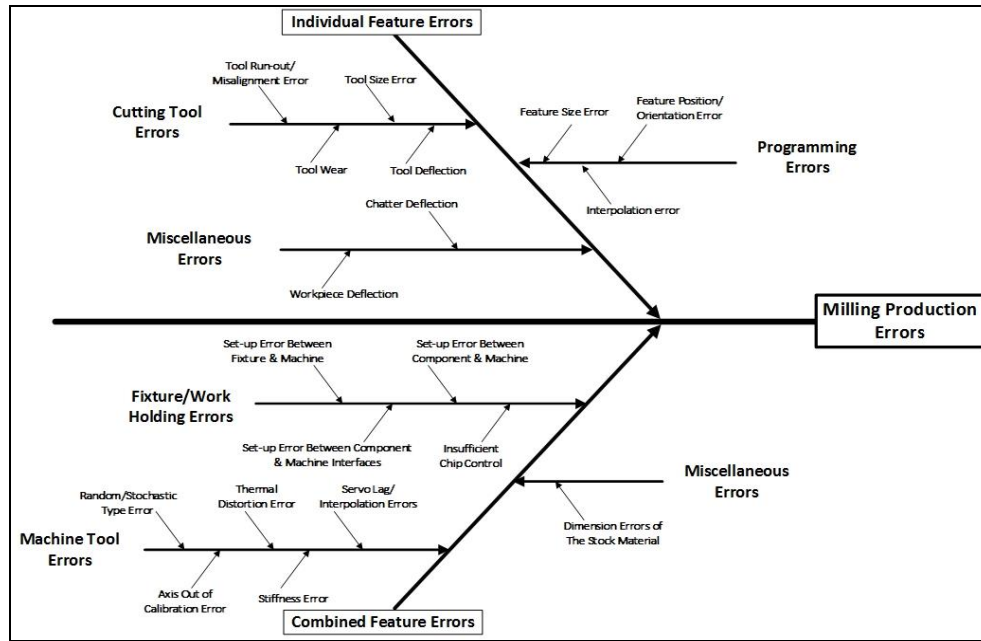 Individual Feature Errors
Tool Run-out/
Misalignment Error
Tool Size Error
Cutting Tool
Errors
Tool Wear
Tool Deflection
Feature Size Error
Feature Position/
Orientation Error
Programming
Errors
Interpolation error
Chatter Deflection
Miscellaneous
Errors
Workpiece Deflection
Milling Production
Errors
Set-up Error Between
Fixture & Machine
Set-up Error Between
Component & Machine
Fixture/Work
Holding Errors
Set-up Error Between Component
& Machine Interfaces
Insufficient
Chip Control
Miscellaneous
Errors
Dimension Errors of
The Stock Material
Random/Stochastic
Type Error
Thermal
Distortion Error
Servo Lag/
Interpolation Errors
Machine Tool
Errors
Axis Out of
Calibration Error
Stiffness Error
Combined Feature Errors